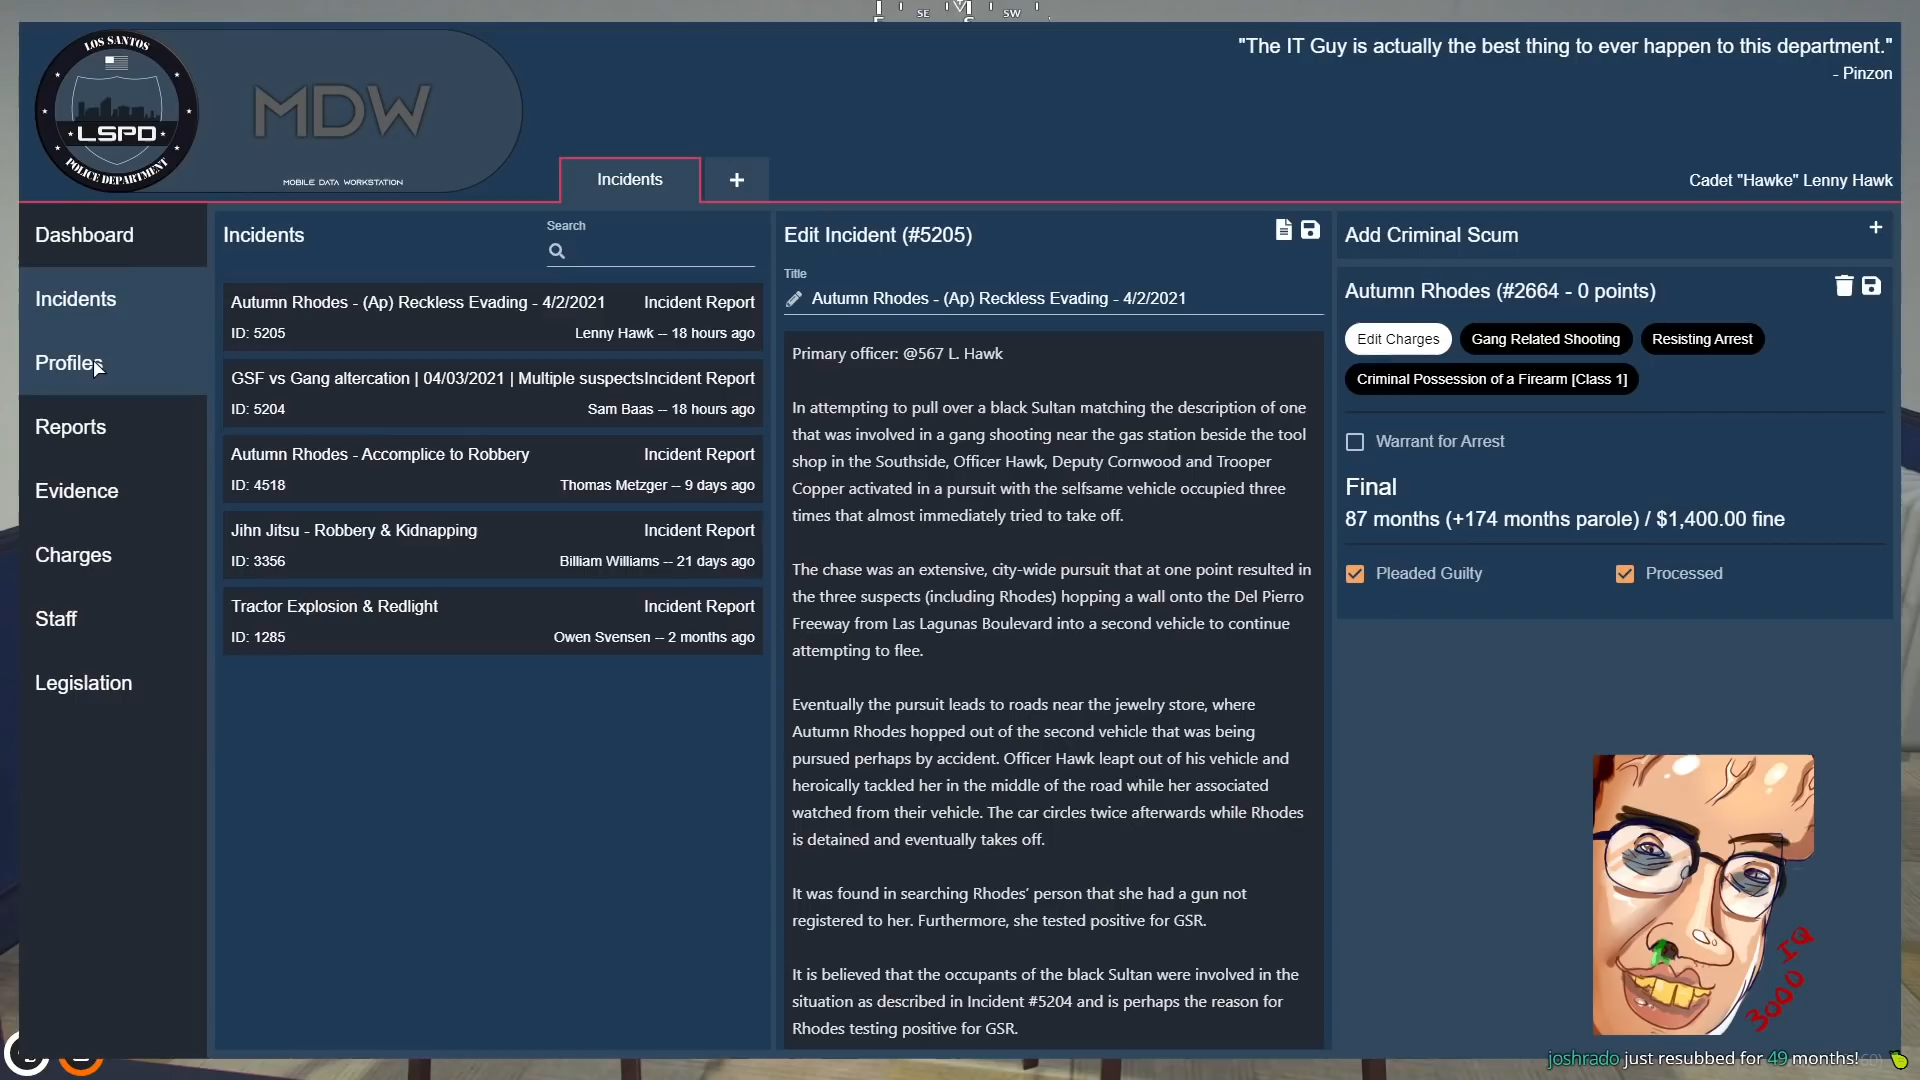 SE
SW
LOS SANTOS
LSPD
POLICE DEPARTMENT
MDW
MOBILE DATA WORKSTATION
"The IT Guy is actually the best thing to ever happen to this department."
- Pinzon
Incidents
+
Cadet "Hawke" Lenny Hawk
Dashboard
Incidents
Profiles
Reports
Evidence
Charges
Staff
Legislation
Incidents
Search
Autumn Rhodes - (Ap) Reckless Evading - 4/2/2021 Incident Report
ID: 5205 Lenny Hawk -- 18 hours ago
GSF vs Gang altercation | 04/03/2021 | Multiple suspects Incident Report
ID: 5204 Sam Baas -- 18 hours ago
Autumn Rhodes - Accomplice to Robbery Incident Report
ID: 4518 Thomas Metzger -- 9 days ago
Jihn Jitsu - Robbery & Kidnapping Incident Report
ID: 3356 Billiam Williams -- 21 days ago
Tractor Explosion & Redlight Incident Report
ID: 1285 Owen Svensen -- 2 months ago
Edit Incident (#5205)
Title
Autumn Rhodes - (Ap) Reckless Evading - 4/2/2021
Primary officer: @567 L. Hawk
In attempting to pull over a black Sultan matching the description of one
that was involved in a gang shooting near the gas station beside the tool
shop in the Southside, Officer Hawk, Deputy Cornwood and Trooper
Copper activated in a pursuit with the selfsame vehicle occupied three
times that almost immediately tried to take off.
The chase was an extensive, city-wide pursuit that at one point resulted in
the three suspects (including Rhodes) hopping a wall onto the Del Pierro
Freeway from Las Lagunas Boulevard into a second vehicle to continue
attempting to flee.
Eventually the pursuit leads to roads near the jewelry store, where
Autumn Rhodes hopped out of the second vehicle that was being
pursued perhaps by accident. Officer Hawk leapt out of his vehicle and
heroically tackled her in the middle of the road while her associated
watched from their vehicle. The car circles twice afterwards while Rhodes
is detained and eventually takes off.
It was found in searching Rhodes' person that she had a gun not
registered to her. Furthermore, she tested positive for GSR.
It is believed that the occupants of the black Sultan were involved in the
situation as described in Incident #5204 and is perhaps the reason for
Rhodes testing positive for GSR.
Add Criminal Scum
+
Autumn Rhodes (#2664 - 0 points)
Edit Charges Gang Related Shooting Resisting Arrest
Criminal Possession of a Firearm [Class 1]
Warrant for Arrest
Final
87 months (+174 months parole) / $1,400.00 fine
Pleaded Guilty Processed
3000 IQ
joshrado just resubbed for 49 months!